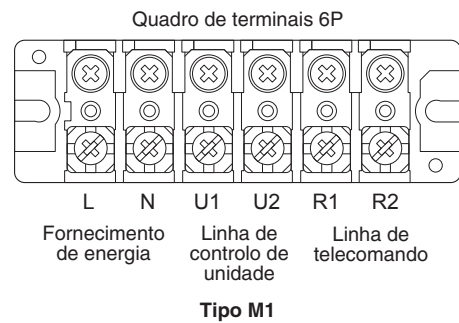 Quadro de terminais 6P
L N U1 U2 R1 R2
Fornecimento de energia
Linha de controlo de unidade
Linha de telecomando
Tipo M1